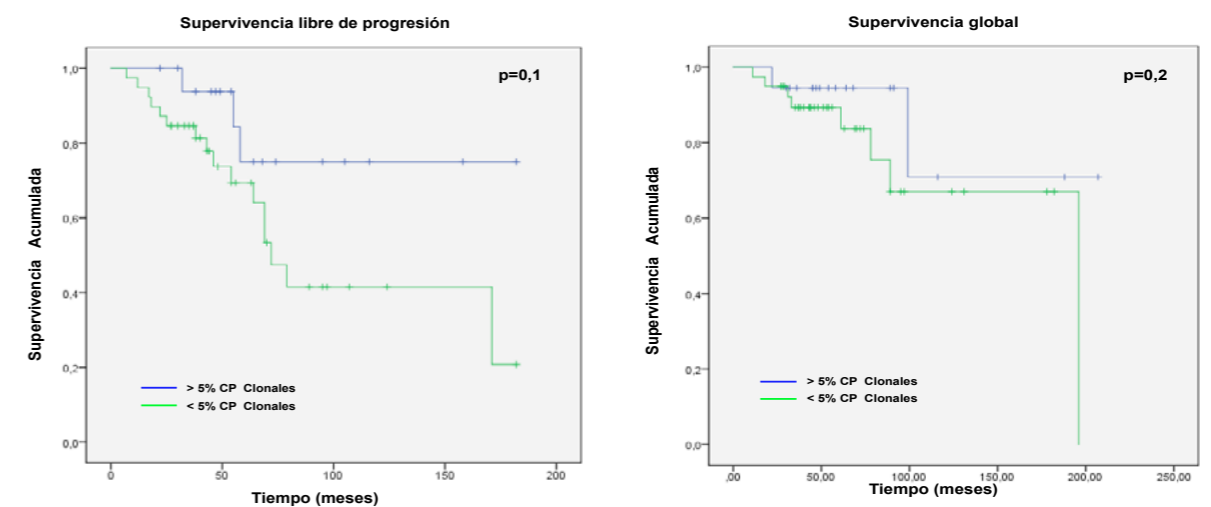 Supervivencia libre de progresión
p=0,1
1,0
0,8
0,6
0,4
0,2
0,0
Supervivencia Acumulada
> 5% CP Clonales
< 5% CP Clonales
0
50
100
150
200
Tiempo (meses)
Supervivencia global
p=0,2
1,0
0,8
0,6
0,4
0,2
0,0
Supervivencia Acumulada
> 5% CP Clonales
< 5% CP Clonales
,00
50,00
100,00
150,00
200,00
250,00
Tiempo (meses)